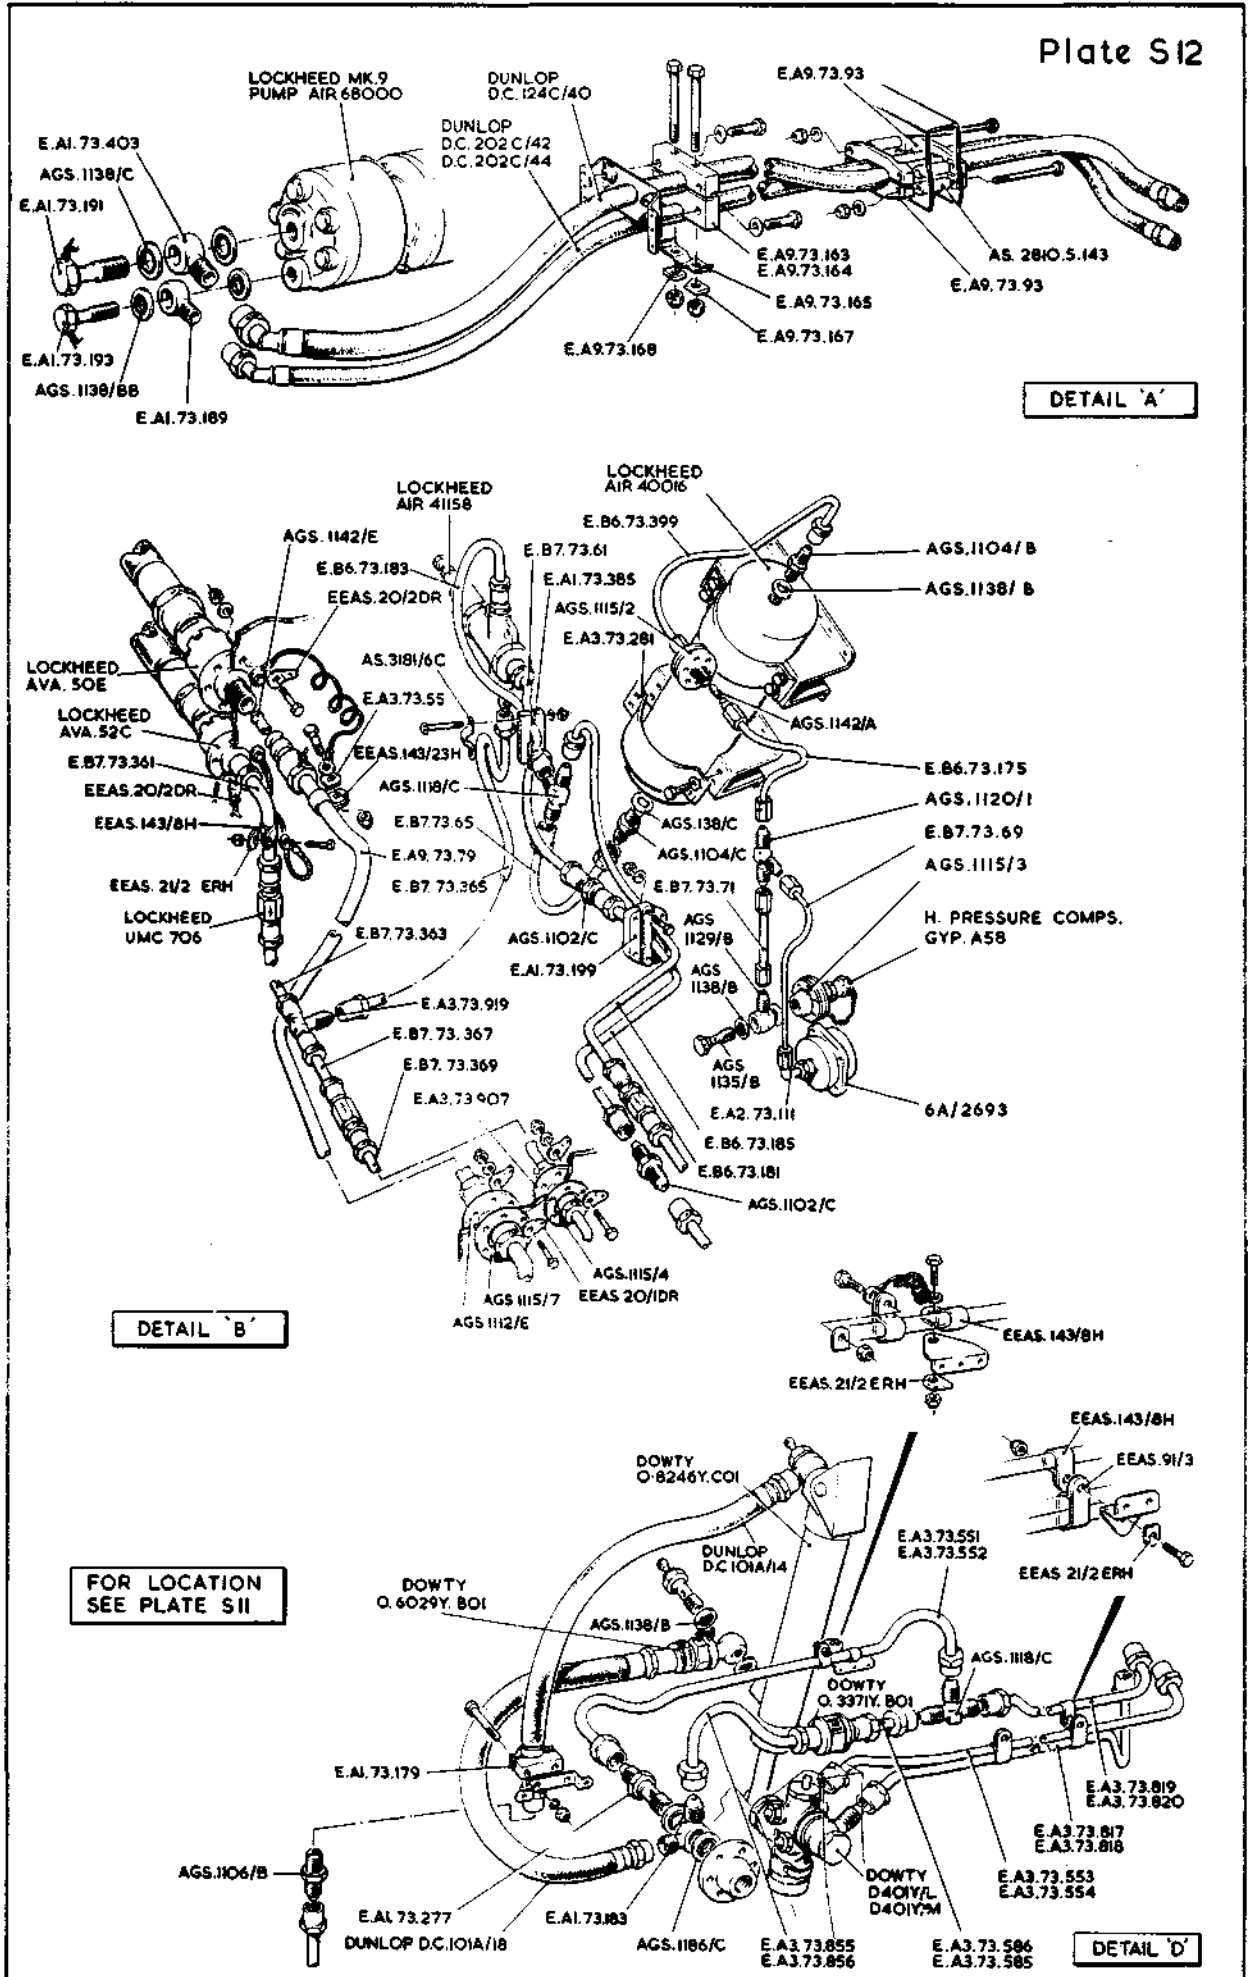 Plate S12
LOCKHEED MK.9
PUMP AIR 68000
DUNLOP
D.C. 124C/40
E.A9.73.93
E.A1.73.403
DUNLOP
D.C. 202C/42
D.C. 202C/44
AGS.1138/C
E.A1.73.191
E.A9.73.163
E.A9.73.164
AS. 2810.5.143
E.A9.73.93
E.A9.73.165
E.A9.73.167
E.A9.73.168
E.A1.73.193
AGS.1138/BB
E.A1.73.189
DETAIL 'A'
LOCKHEED
AIR 41158
LOCKHEED
AIR 40016
AGS.1142/E
E.B6.73.399
E.B7.73.61
AGS.1104/B
E.B6.73.183
E.A1.73.385
EEAS.20/2DR
AGS.1115/2
AGS.1138/B
E.A3.73.281
LOCKHEED
AVA. 50E
AS.3181/6C
E.A3.73.55
LOCKHEED
AVA. 52C
AGS.1142/A
EEAS.143/23H
E.B7.73.361
E.B6.73.175
EEAS.20/2DR
AGS.1118/C
AGS.1120/1
EEAS.143/8H
E.B7.73.65
AGS.138/C
E.B7.73.69
E.A9.73.79
AGS.1104/C
AGS.1115/3
EEAS. 21/2 ERH
E.B7.73.365
E.B7.73.71
LOCKHEED
UMC 706
E.B7.73.363
AGS.1102/C
AGS
1129/B
H. PRESSURE COMPS.
GYP. A58
E.A1.73.199
AGS
1138/B
E.A3.73.919
E.B7.73.367
E.B7.73.369
AGS
1135/B
E.A3.73.907
E.A2.73.111
6A/2693
E.B6.73.185
E.B6.73.181
AGS.1102/C
AGS.1115/4
AGS 1115/7
EEAS 20/1DR
AGS 1112/E
DETAIL 'B'
EEAS.143/8H
EEAS.21/2 ERH
EEAS.143/8H
EEAS.91/3
EEAS 21/2 ERH
DOWTY
O.8246Y.C01
DUNLOP
D.C 101A/14
E.A3.73.551
E.A3.73.552
FOR LOCATION
SEE PLATE S11
DOWTY
O.6029Y. B01
AGS.1138/B
AGS.1118/C
DOWTY
O.3371Y. B01
E.A1.73.179
E.A3.73.819
E.A3.73.820
E.A3.73.817
E.A3.73.818
AGS.1106/B
DOWTY
D401Y/L
D401Y/M
E.A3.73.553
E.A3.73.554
E.A1.73.277
E.A1.73.183
DUNLOP D.C.101A/18
AGS.1186/C
E.A3.73.855
E.A3.73.856
E.A3.73.586
E.A3.73.585
DETAIL 'D'